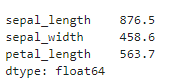 sepal_length    876.5
sepal_width     458.6
petal_length    563.7
dtype: float64